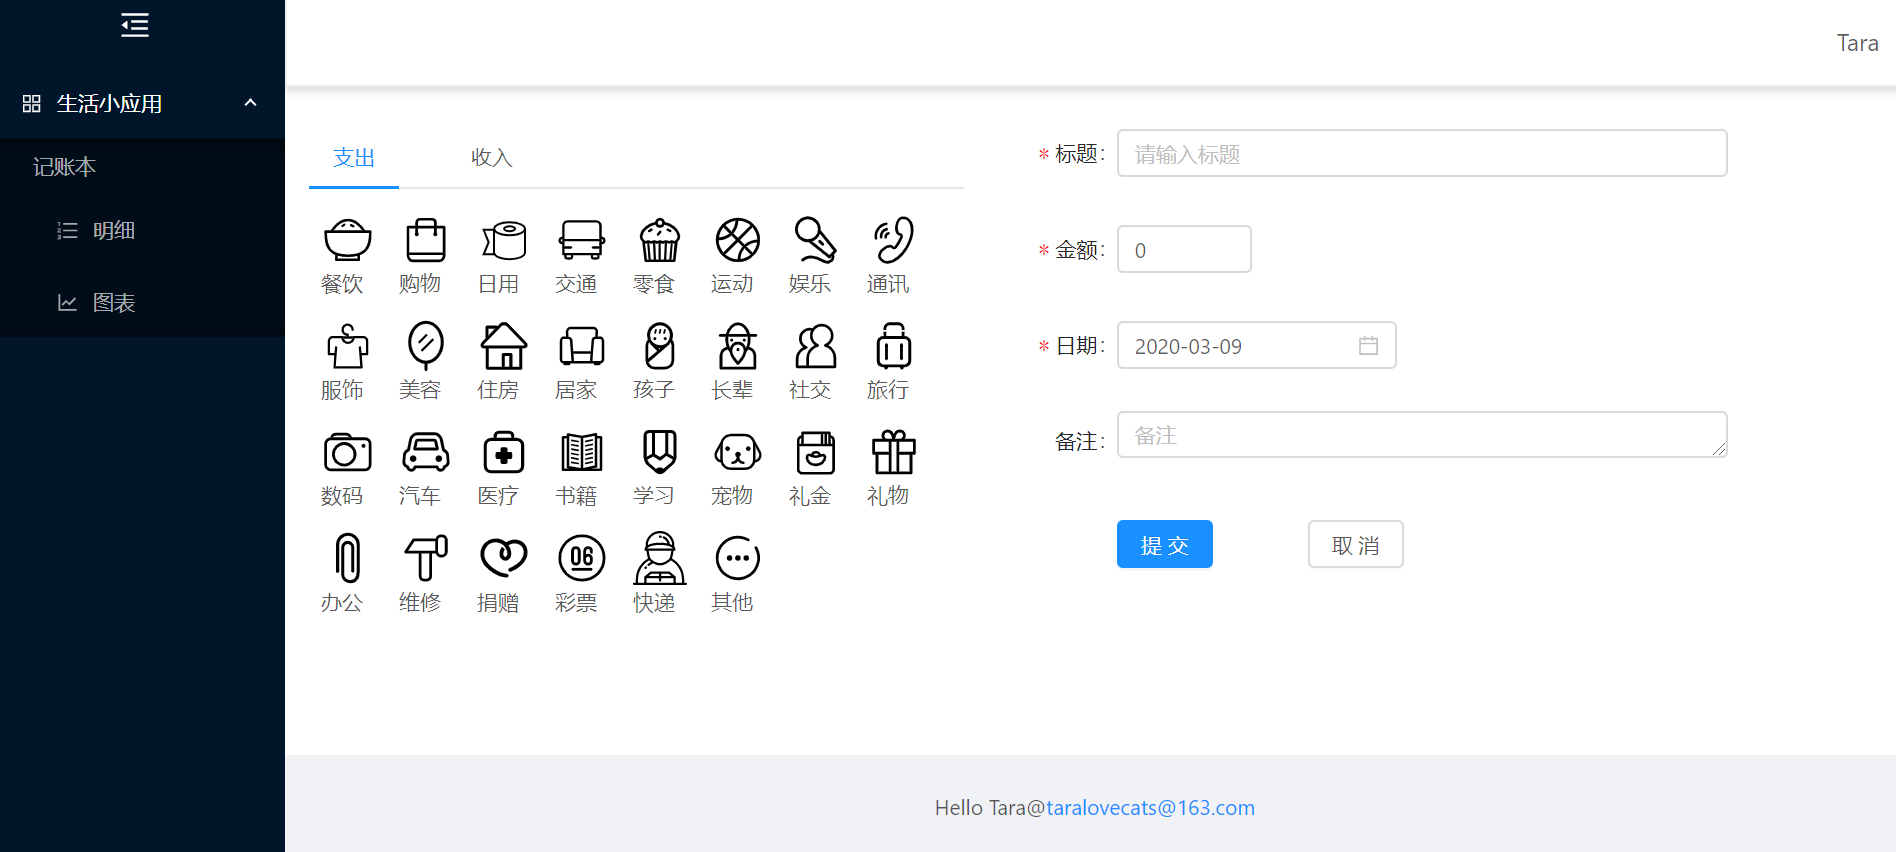 Tara
生活小应用
记账本
明细
图表
支出 收入
餐饮 购物 日用 交通 零食 运动 娱乐 通讯
服饰 美容 住房 居家 孩子 长辈 社交 旅行
数码 汽车 医疗 书籍 学习 宠物 礼金 礼物
06
办公 维修 捐赠 彩票 快递 其他
* 标题: 请输入标题
* 金额: 0
* 日期: 2020-03-09
备注: 备注
提 交 取 消
Hello Tara@taralovecats@163.com